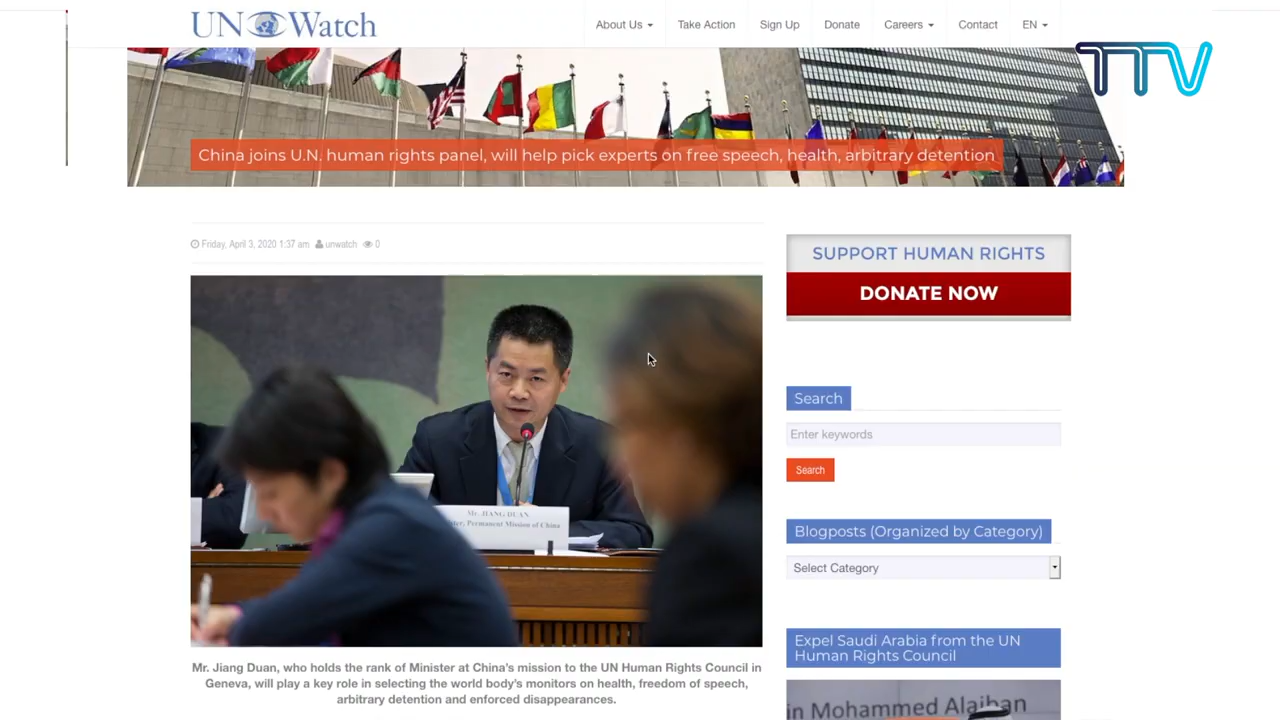 UN Watch
About Us
Take Action
Sign Up
Donate
Careers
Contact
EN
TTV
China joins U.N. human rights panel, will help pick experts on free speech, health, arbitrary detention
Friday, April 3, 2020 1:37 am unwatch 0
SUPPORT HUMAN RIGHTS
DONATE NOW
Search
Enter keywords
Search
Mr. JIANG DUAN
ster, Permanent Mission of China
Blogposts (Organized by Category)
Select Category
Expel Saudi Arabia from the UN
Human Rights Council
in Mohammed Alaiban
Mr. Jiang Duan, who holds the rank of Minister at China's mission to the UN Human Rights Council in
Geneva, will play a key role in selecting the world body's monitors on health, freedom of speech,
arbitrary detention and enforced disappearances.